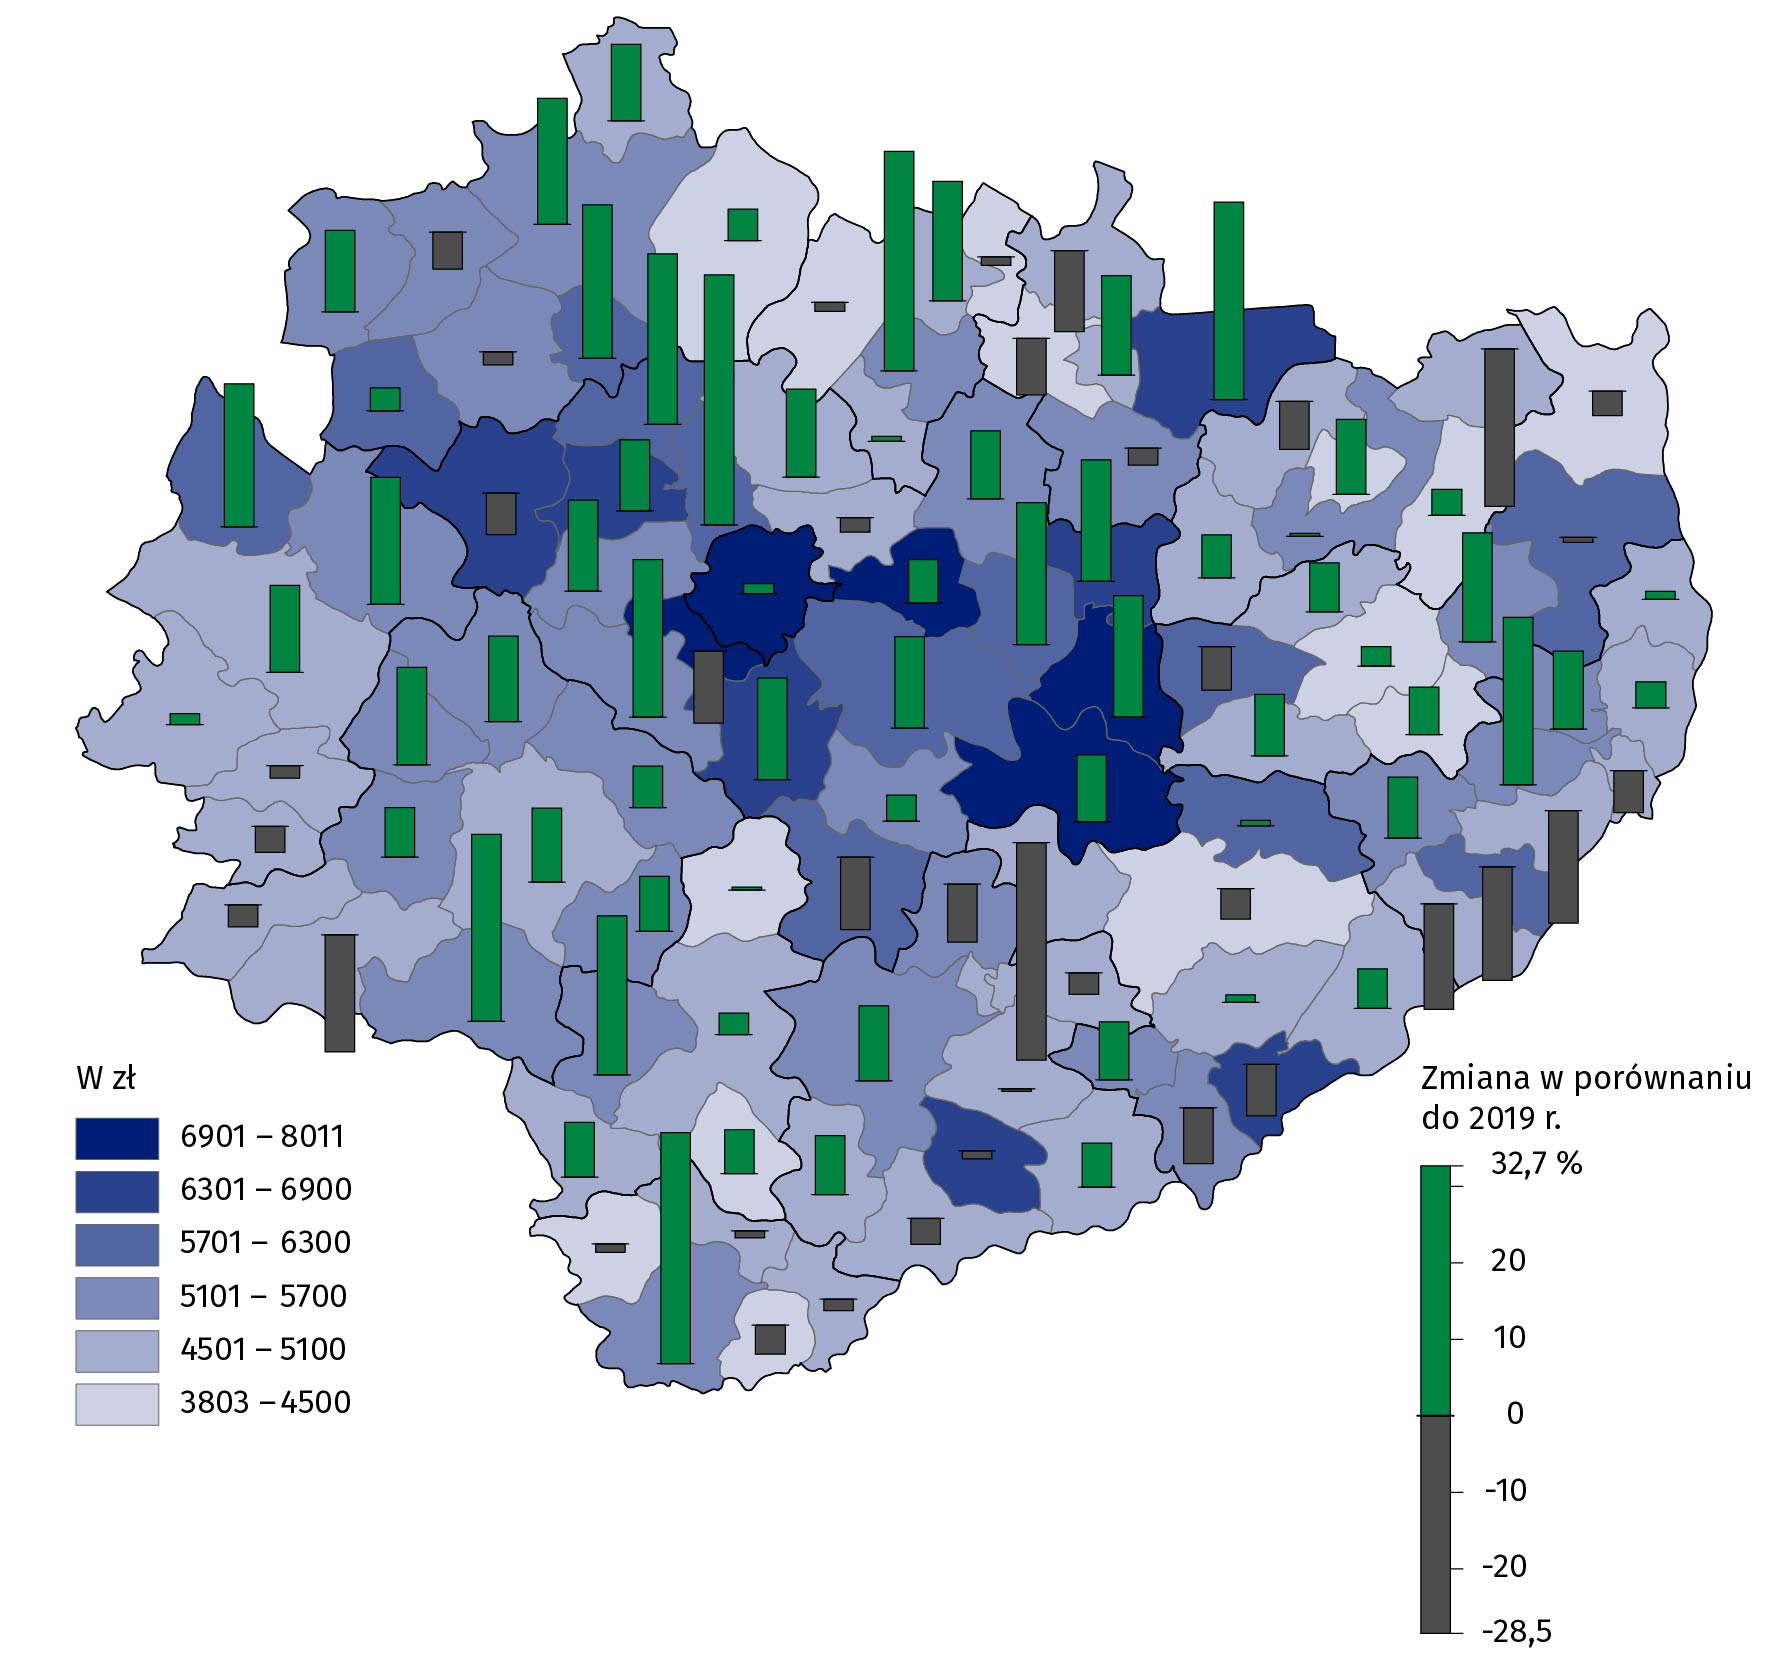 W zł
6901 – 8011
6301 – 6900
5701 – 6300
5101 – 5700
4501 – 5100
3803 – 4500
Zmiana w porównaniu
do 2019 r.
32,7 %
20
10
0
-10
-20
-28,5